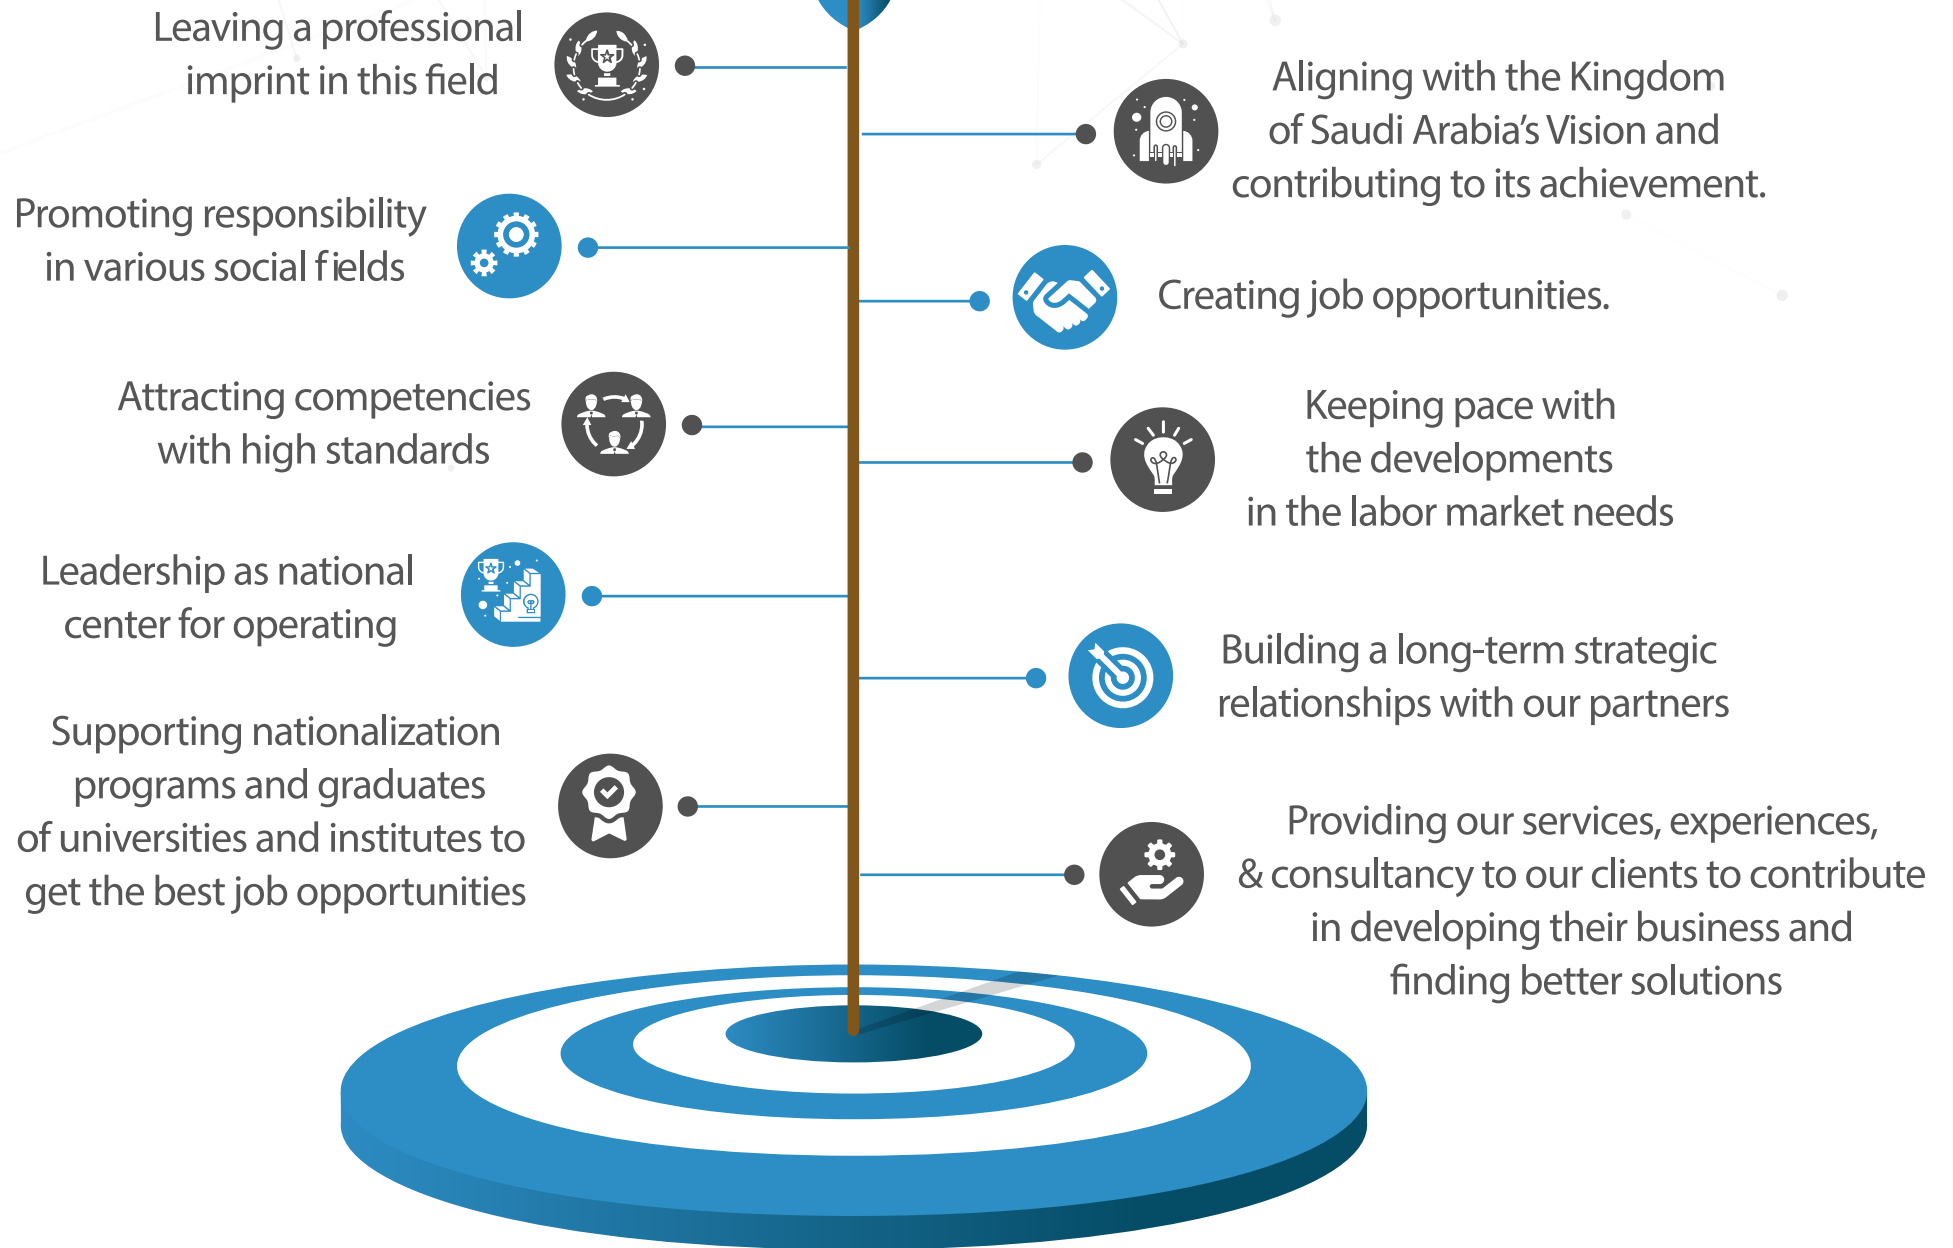 Leaving a professional
imprint in this field
Promoting responsibility
in various social fields
Attracting competencies
with high standards
Leadership as national
center for operating
Supporting nationalization
programs and graduates
of universities and institutes to
get the best job opportunities
Aligning with the Kingdom
of Saudi Arabia’s Vision and
contributing to its achievement.
Creating job opportunities.
Keeping pace with
the developments
in the labor market needs
Building a long-term strategic
relationships with our partners
Providing our services, experiences,
& consultancy to our clients to contribute
in developing their business and
finding better solutions